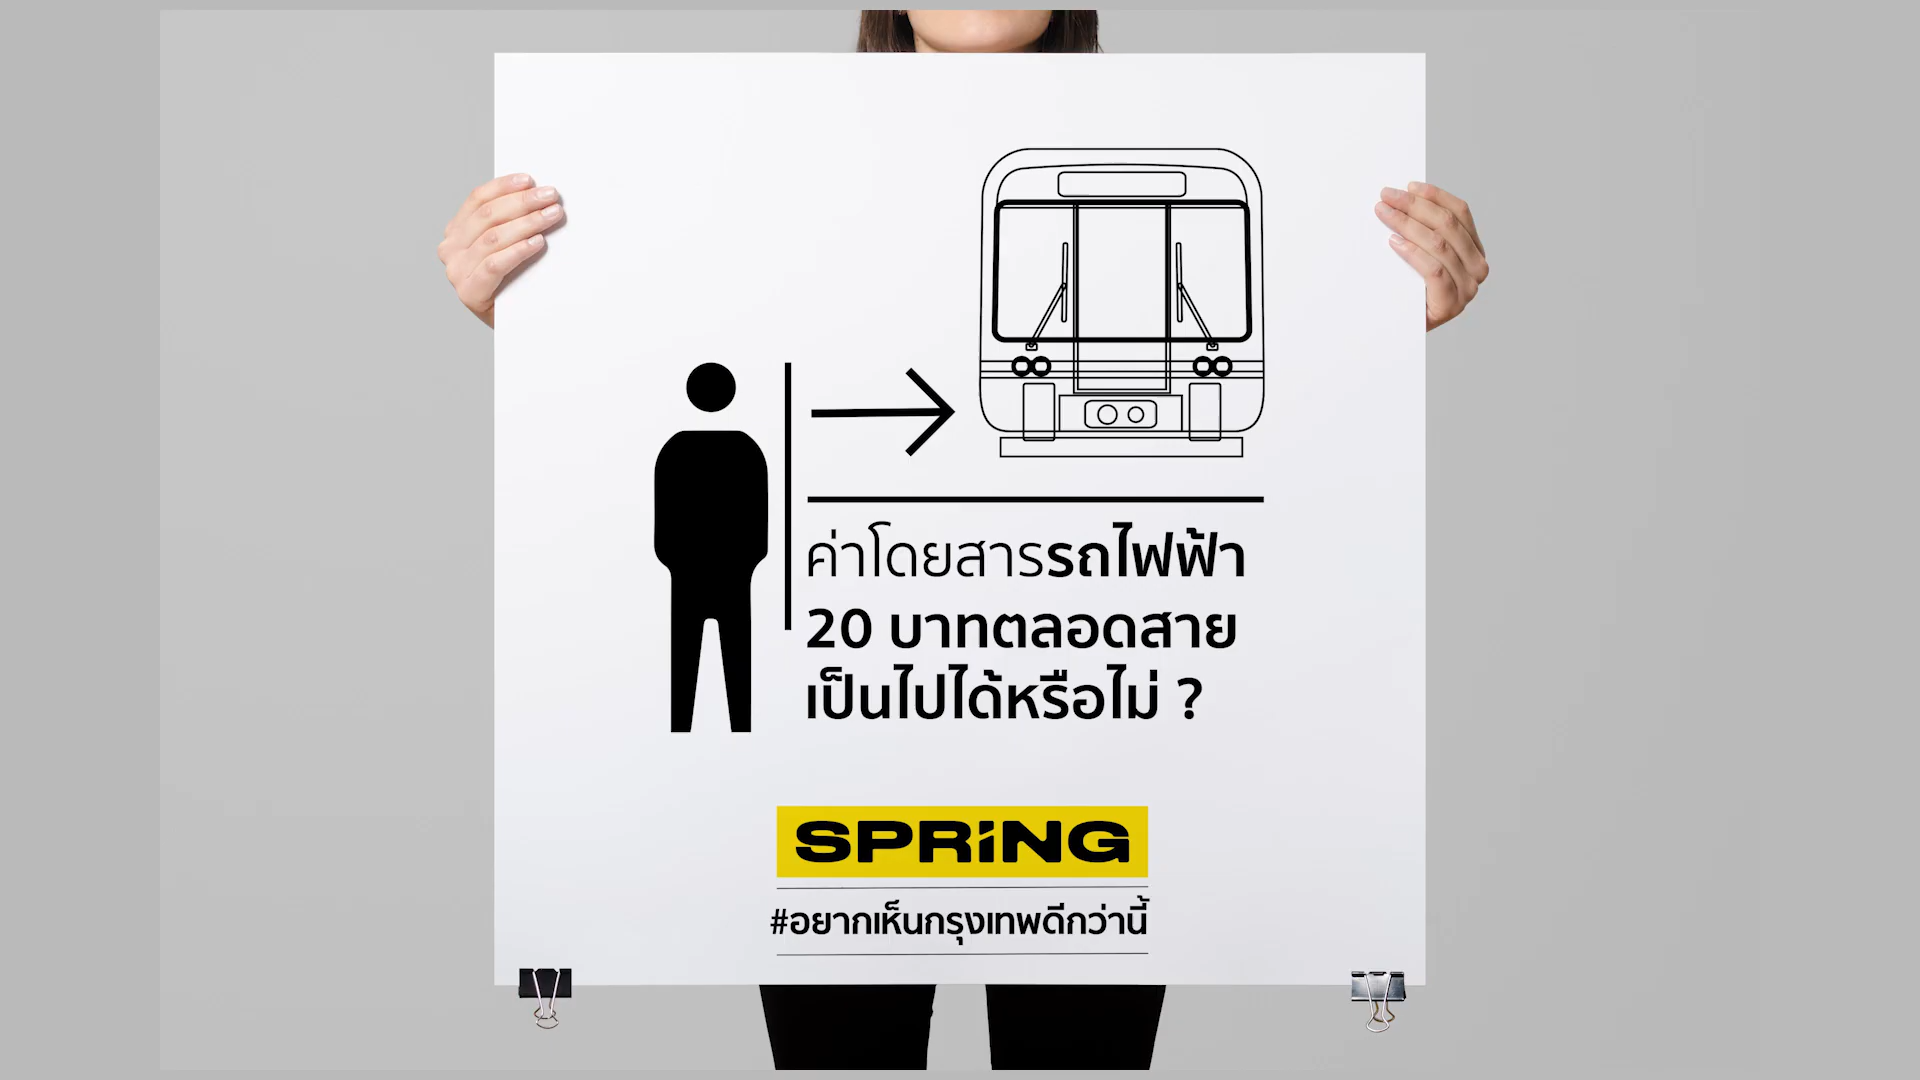 ค่าโดยสารรถไฟฟ้า
20 บาทตลอดสาย
เป็นไปได้หรือไม่ ?
SPRiNG
#อยากเห็นกรุงเทพดีกว่านี้